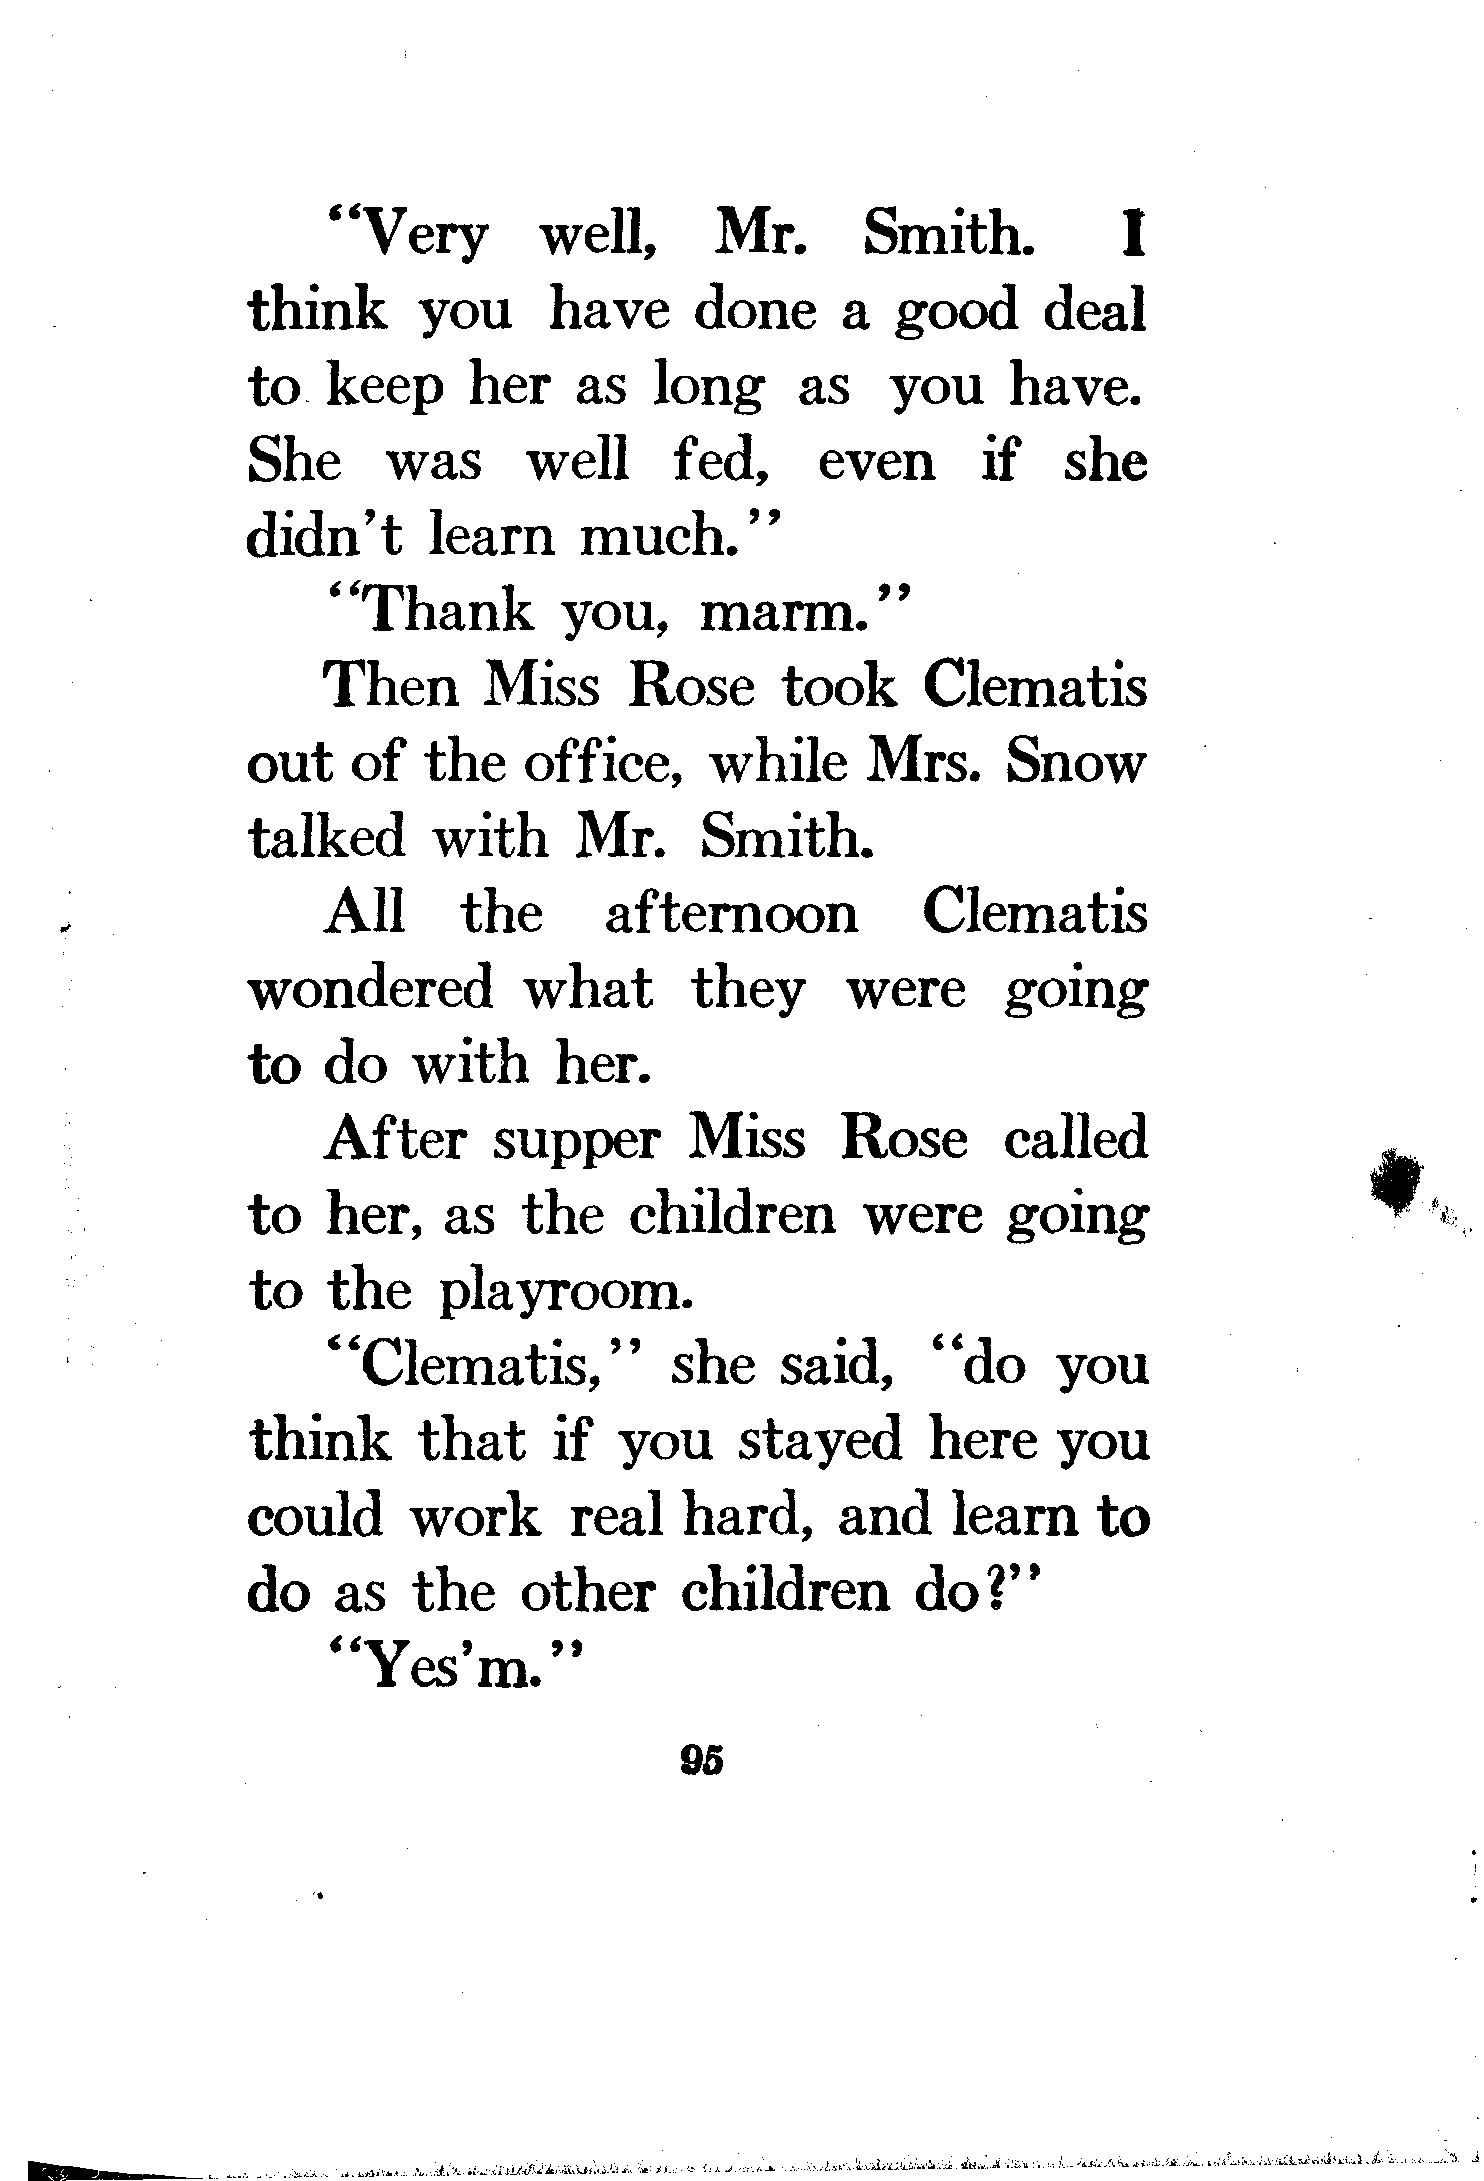 “Very well, Mr. Smith. I
think you have done a good deal
to keep her as long as you have.
She was well fed, even if she
didn’t learn much.”
“Thank you, marm.”
Then Miss Rose took Clematis
out of the office, while Mrs. Snow
talked with Mr. Smith.
All the afternoon Clematis
wondered what they were going
to do with her.
After supper Miss Rose called
to her, as the children were going
to the playroom.
“Clematis,” she said, “do you
think that if you stayed here you
could work real hard, and learn to
do as the other children do?”
“Yes’m.”
95